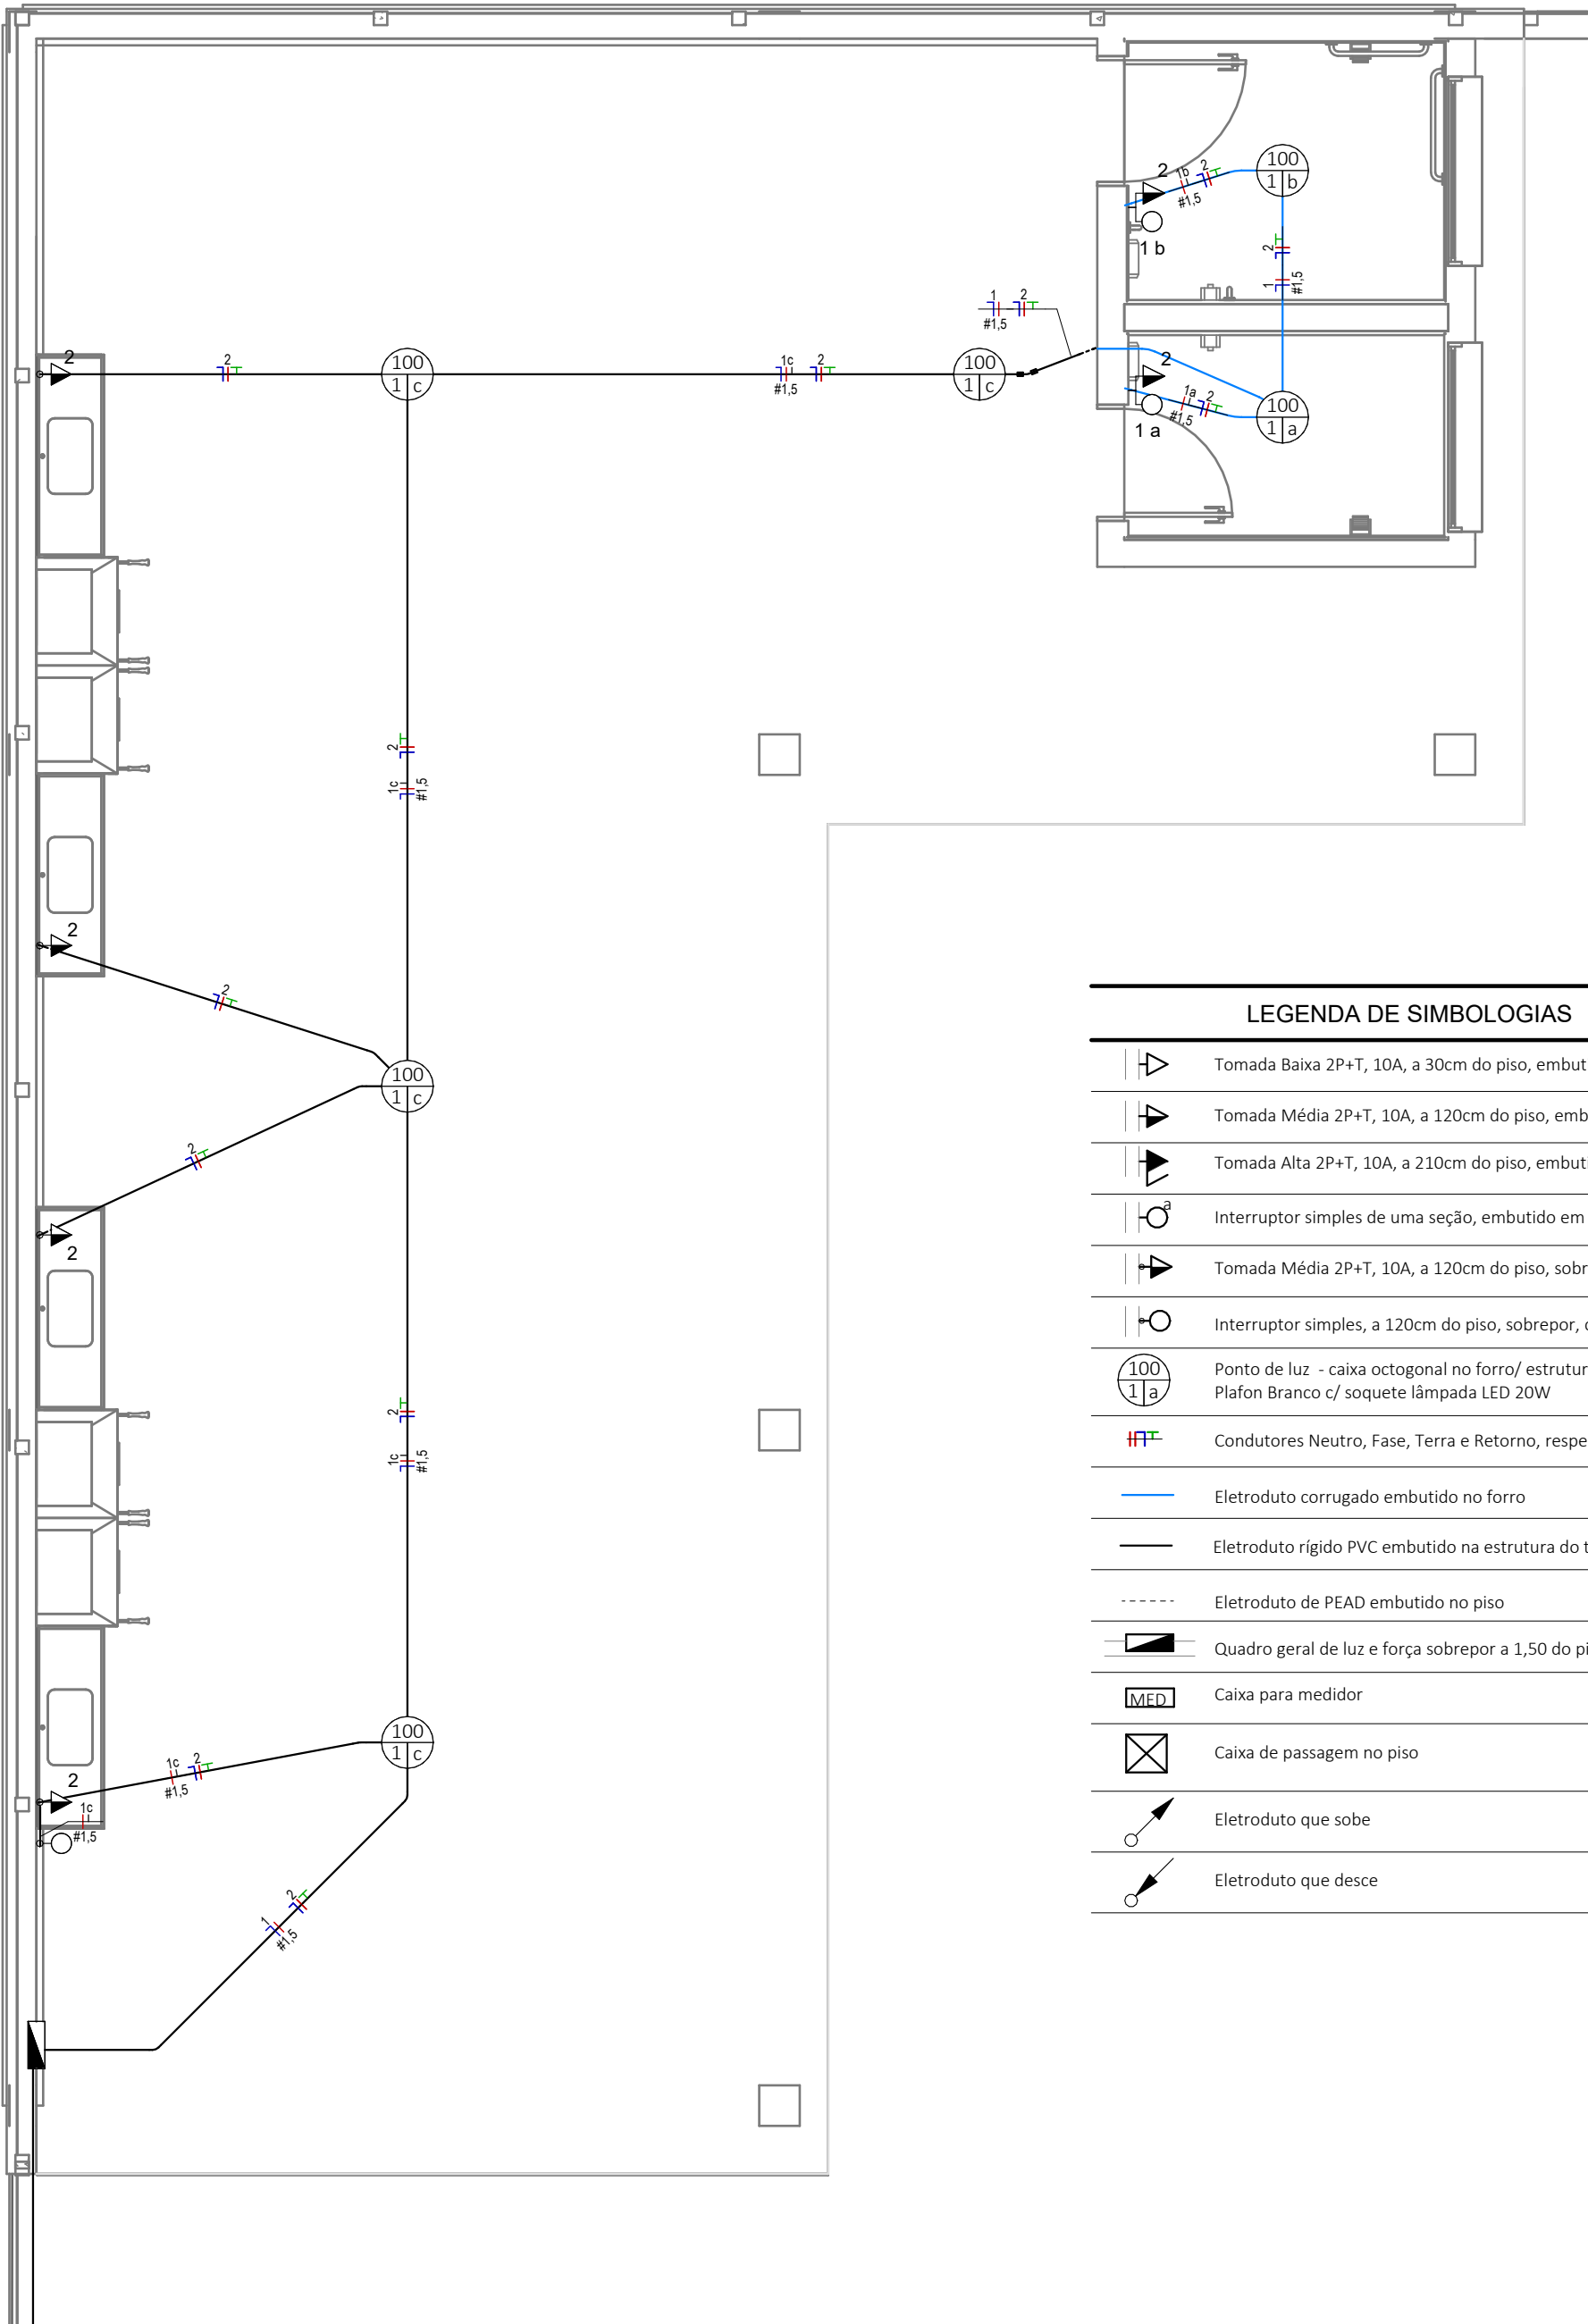 100
1 b
2
1b
2
#1,5
1 b
2
1
#1,5
1
2
#1,5
2
2
100
1 c
1c
2
#1,5
100
1 c
2
1a
2
#1,5
1 a
100
1 a
2
1c
#1,5
2
2
100
1 c
2
2
2
1c
#1,5
100
1 c
1c
2
#1,5
2
1c
#1,5
2
1
#1,5
LEGENDA DE SIMBOLOGIAS
Tomada Baixa 2P+T, 10A, a 30cm do piso, embut
Tomada Média 2P+T, 10A, a 120cm do piso, emb
Tomada Alta 2P+T, 10A, a 210cm do piso, embut
a
Interruptor simples de uma seção, embutido em
Tomada Média 2P+T, 10A, a 120cm do piso, sobr
Interruptor simples, a 120cm do piso, sobrepor,
100
1 a
Ponto de luz - caixa octogonal no forro/ estrutur
Plafon Branco c/ soquete lâmpada LED 20W
Condutores Neutro, Fase, Terra e Retorno, respe
Eletroduto corrugado embutido no forro
Eletroduto rígido PVC embutido na estrutura do t
Eletroduto de PEAD embutido no piso
Quadro geral de luz e força sobrepor a 1,50 do pi
MED
Caixa para medidor
Caixa de passagem no piso
Eletroduto que sobe
Eletroduto que desce